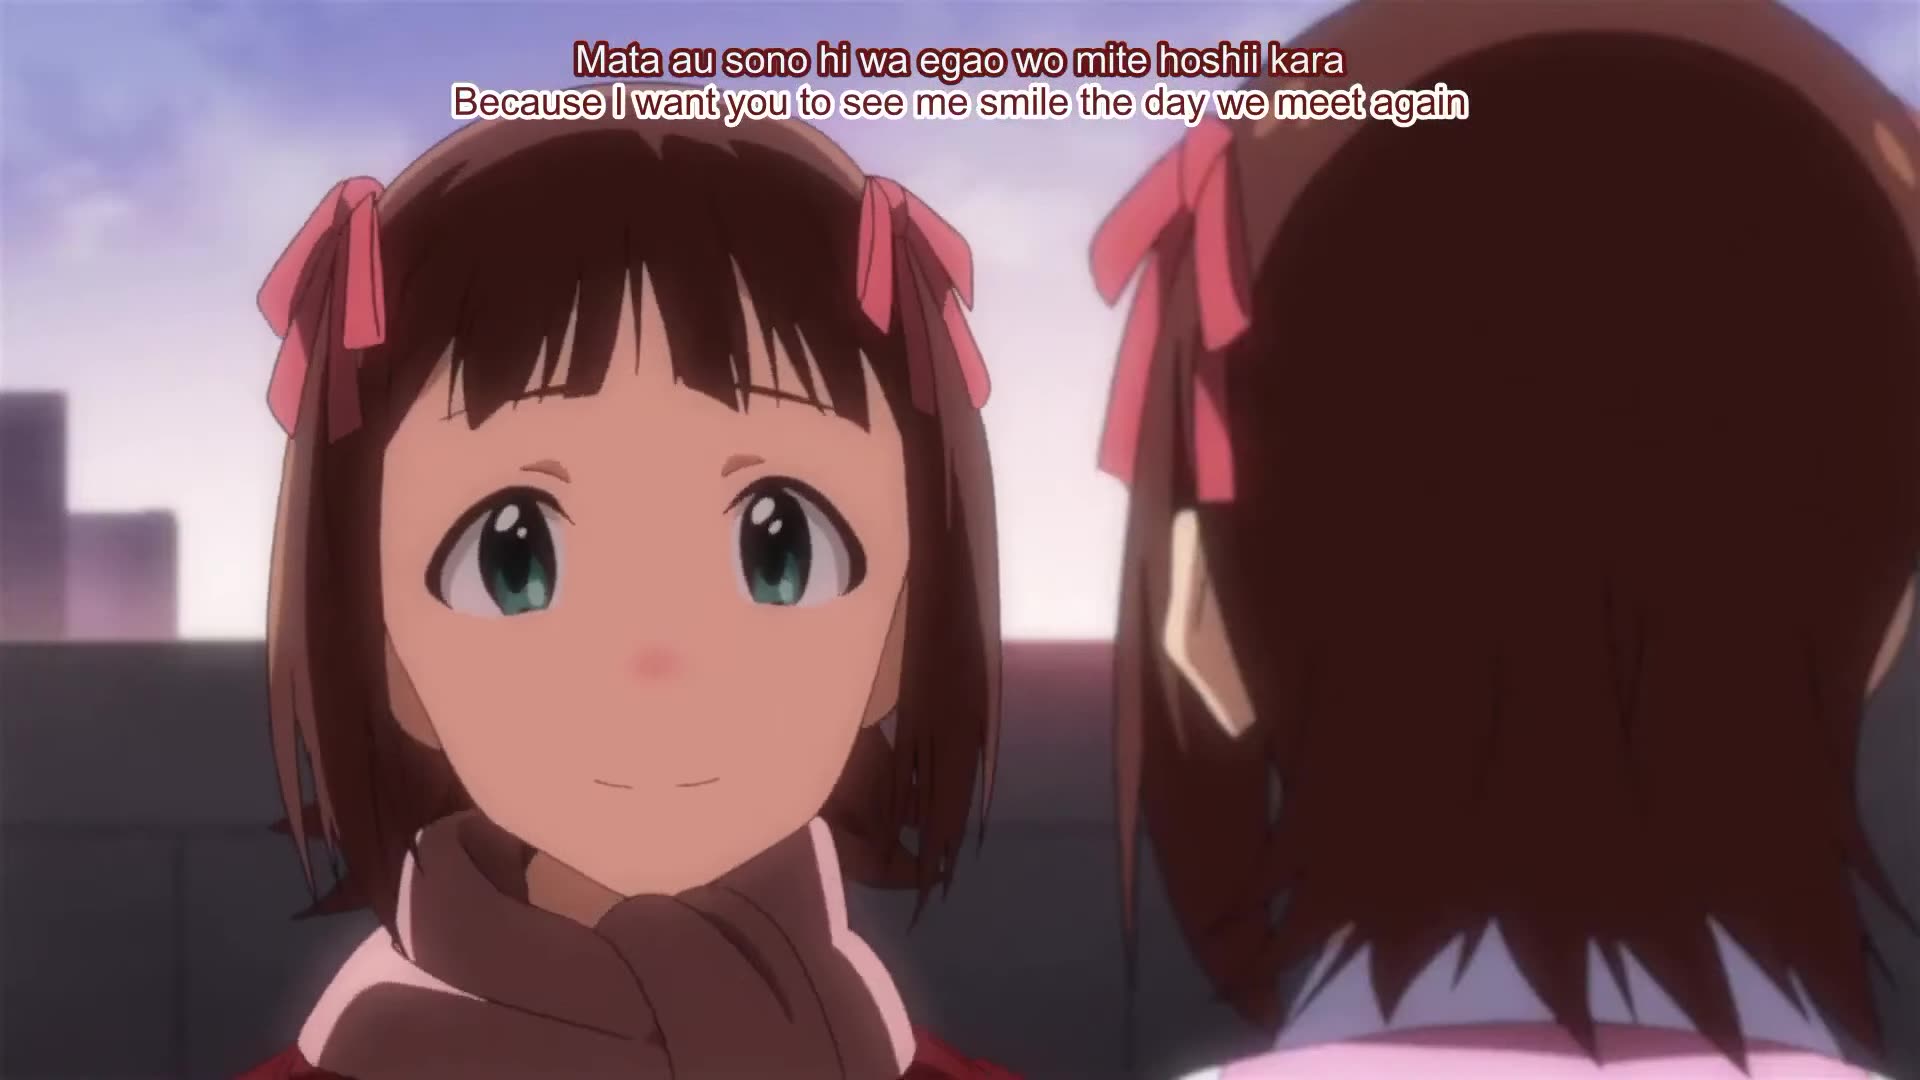 Mata au sono hi wa egao wo mite hoshii kara
Because I want you to see me smile the day we meet again